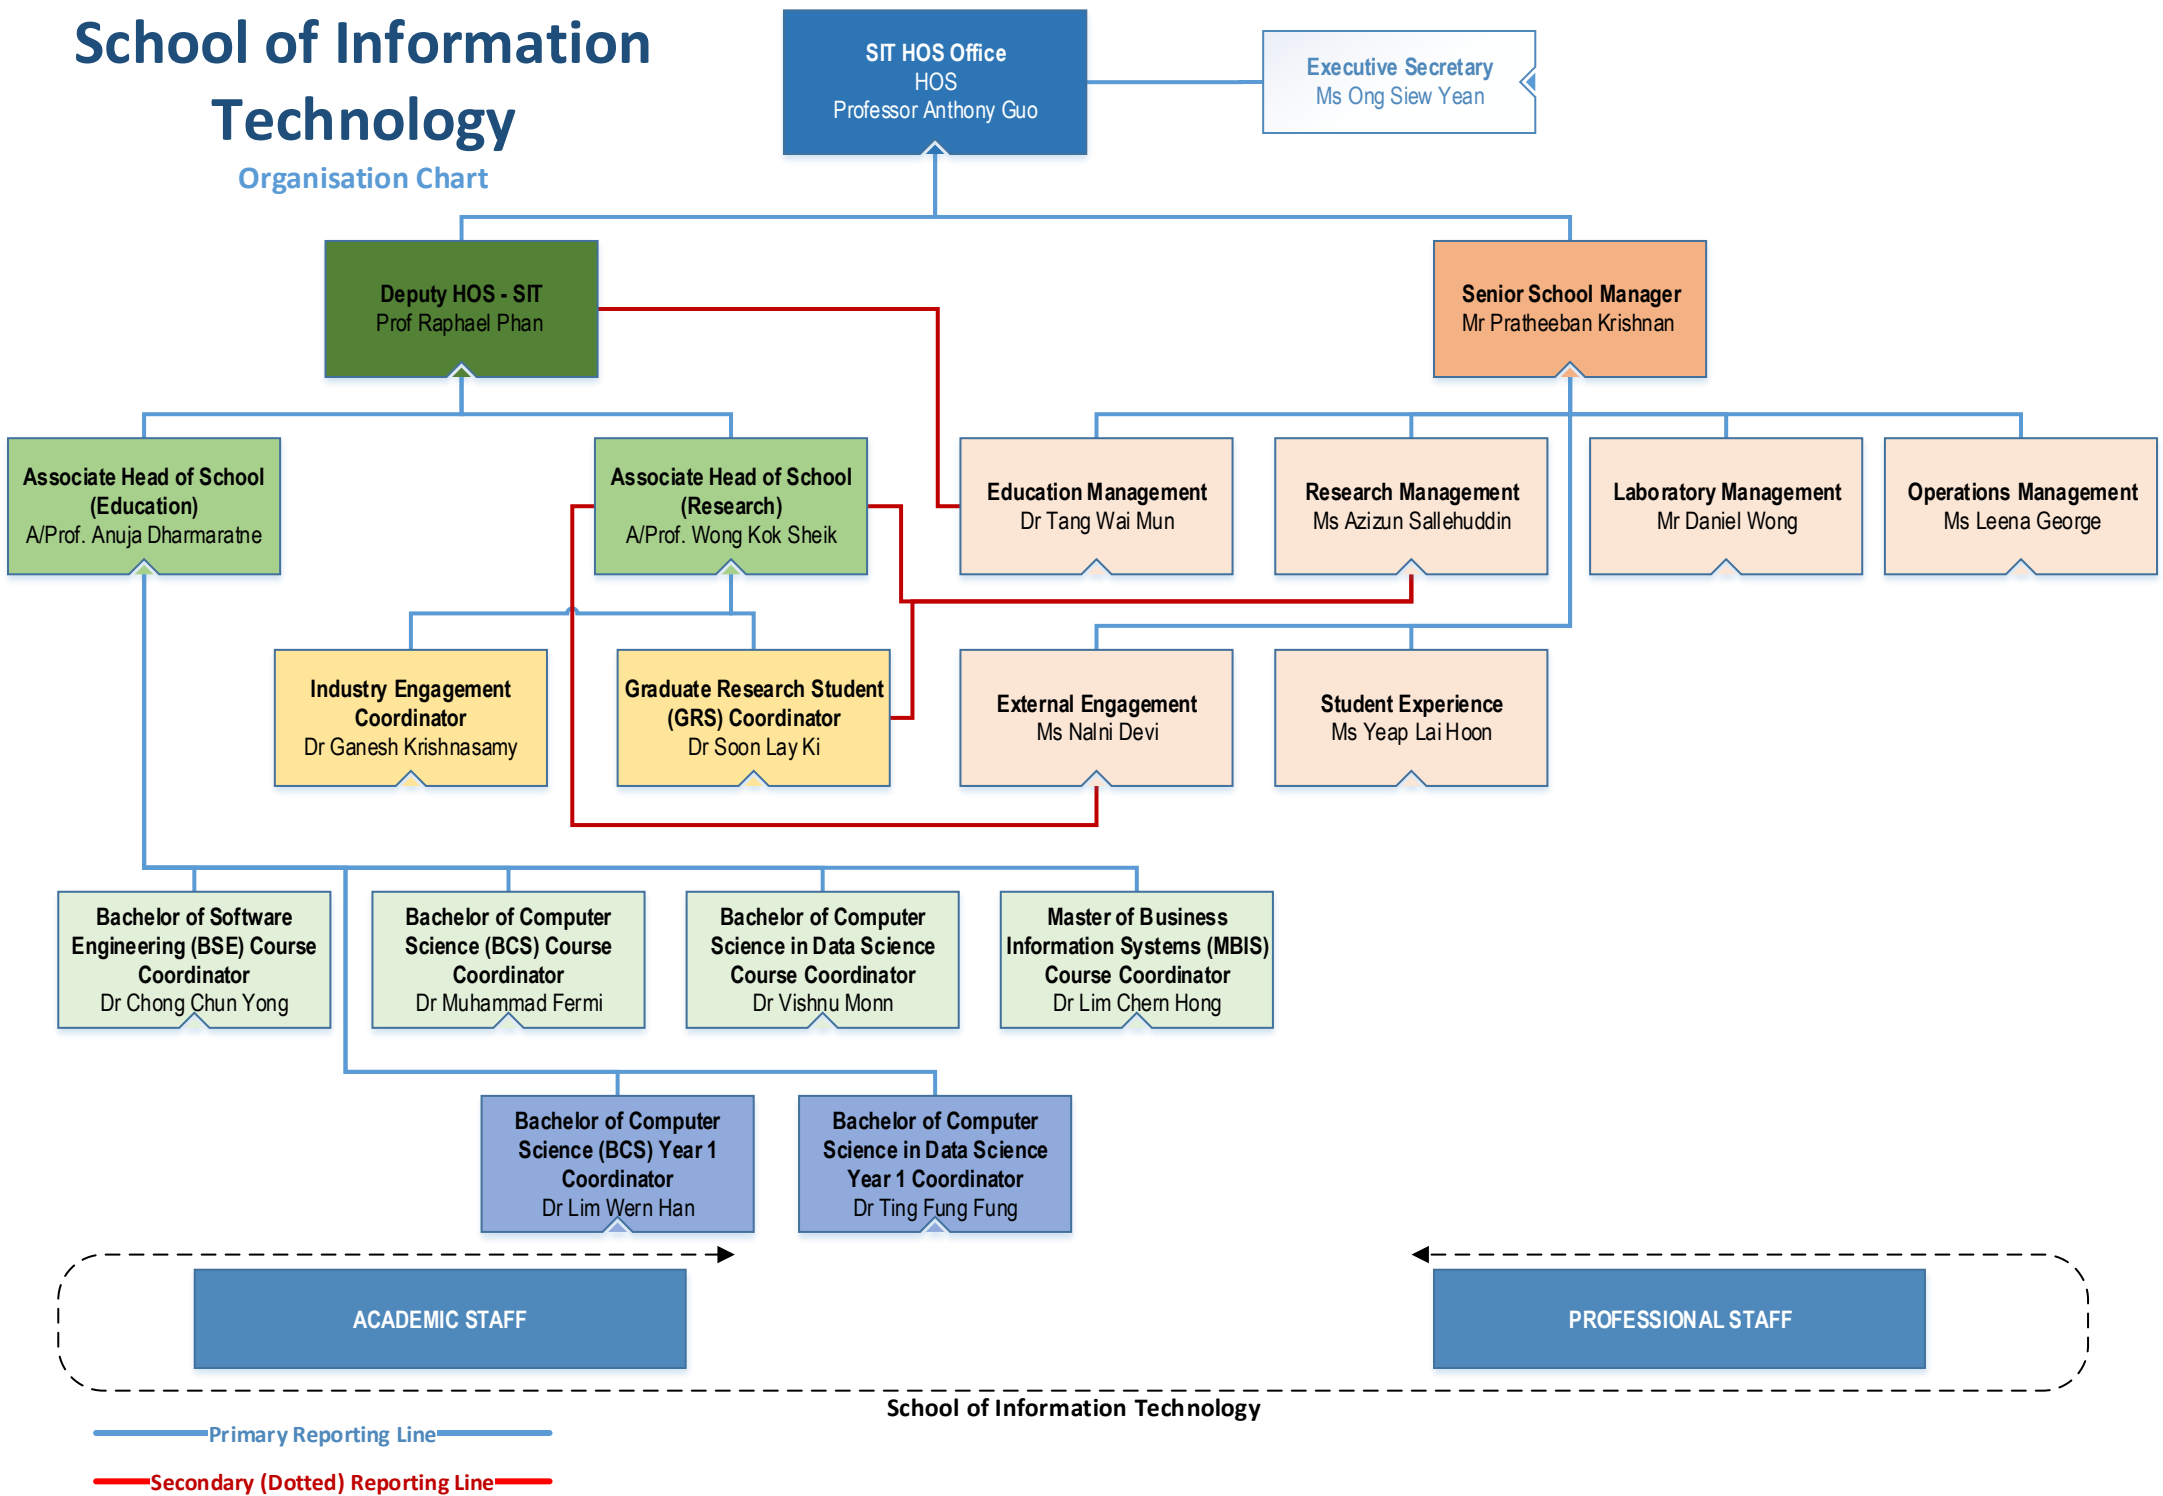 School of Information
Technology
Organisation Chart
SIT HOS Office
HOS
Professor Anthony Guo
Executive Secretary
Ms Ong Siew Yean
Deputy HOS - SIT
Prof Raphael Phan
Senior School Manager
Mr Pratheeban Krishnan
Associate Head of School
(Education)
A/Prof. Anuja Dharmaratne
Associate Head of School
(Research)
A/Prof. Wong Kok Sheik
Education Management
Dr Tang Wai Mun
Research Management
Ms Azizun Sallehuddin
Laboratory Management
Mr Daniel Wong
Operations Management
Ms Leena George
Industry Engagement
Coordinator
Dr Ganesh Krishnasamy
Graduate Research Student
(GRS) Coordinator
Dr Soon Lay Ki
External Engagement
Ms Nalni Devi
Student Experience
Ms Yeap Lai Hoon
Bachelor of Software
Engineering (BSE) Course
Coordinator
Dr Chong Chun Yong
Bachelor of Computer
Science (BCS) Course
Coordinator
Dr Muhammad Fermi
Bachelor of Computer
Science in Data Science
Course Coordinator
Dr Vishnu Monn
Master of Business
Information Systems (MBIS)
Course Coordinator
Dr Lim Chern Hong
Bachelor of Computer
Science (BCS) Year 1
Coordinator
Dr Lim Wern Han
Bachelor of Computer
Science in Data Science
Year 1 Coordinator
Dr Ting Fung Fung
ACADEMIC STAFF
PROFESSIONAL STAFF
School of Information Technology
Primary Reporting Line
Secondary (Dotted) Reporting Line